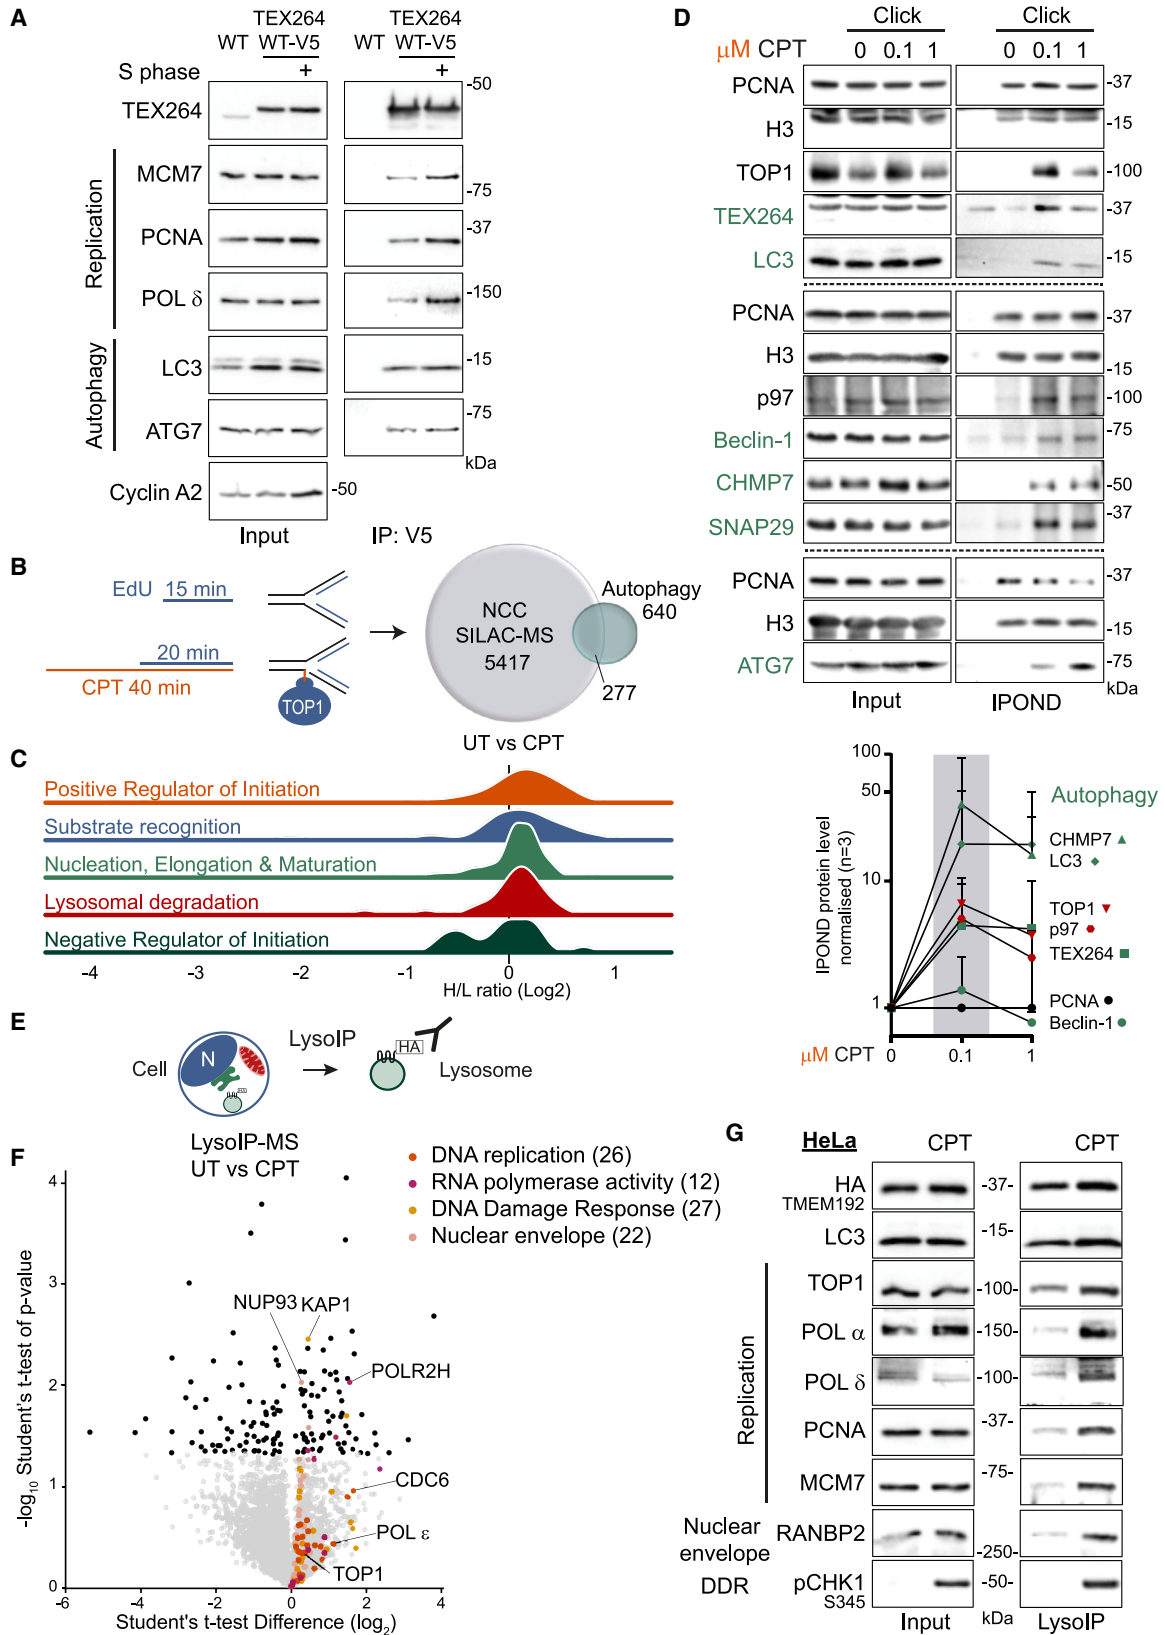 A
WT
TEX264
WT-V5
WT
TEX264
WT-V5
S phase
+
+
TEX264
-50
Replication
MCM7
-75
PCNA
-37
POL δ
-150
Autophagy
LC3
-15
ATG7
-75
kDa
Cyclin A2
-50
Input
IP: V5
B
EdU 15 min
20 min
CPT 40 min
TOP1
NCC
SILAC-MS
5417
Autophagy
640
277
UT vs CPT
C
Positive Regulator of Initiation
Substrate recognition
Nucleation, Elongation & Maturation
Lysosomal degradation
Negative Regulator of Initiation
-4 -3 -2 -1 0 1
H/L ratio (Log2)
D
Click
Click
μM CPT 0 0.1 1 0 0.1 1
PCNA
-37
H3
-15
TOP1
-100
TEX264
-37
LC3
-15
PCNA
-37
H3
-15
p97
-100
Beclin-1
-75
CHMP7
-50
SNAP29
-37
PCNA
-37
H3
-15
ATG7
-75
kDa
Input
IPOND
IPOND protein level
normalised (n=3)
100
50
10
1
Autophagy
CHMP7
LC3
TOP1
p97
TEX264
PCNA
Beclin-1
μM CPT 0 0.1 1
E
Cell
N
HA
LysoIP
HA
Lysosome
F
LysoIP-MS
UT vs CPT
DNA replication (26)
RNA polymerase activity (12)
DNA Damage Response (27)
Nuclear envelope (22)
-log10 Student's t-test of p-value
4
3
2
1
0
NUP93
KAP1
POLR2H
CDC6
POL ε
TOP1
-6 -4 -2 0 2 4
Student's t-test Difference (log2)
G
HeLa
CPT
CPT
HA
TMEM192
-37-
LC3
-15-
Replication
TOP1
-100-
POL α
-150-
POL δ
-100-
PCNA
-37-
MCM7
-75-
Nuclear
envelope
RANBP2
-250-
DDR
pCHK1
S345
-50-
Input
kDa
LysoIP